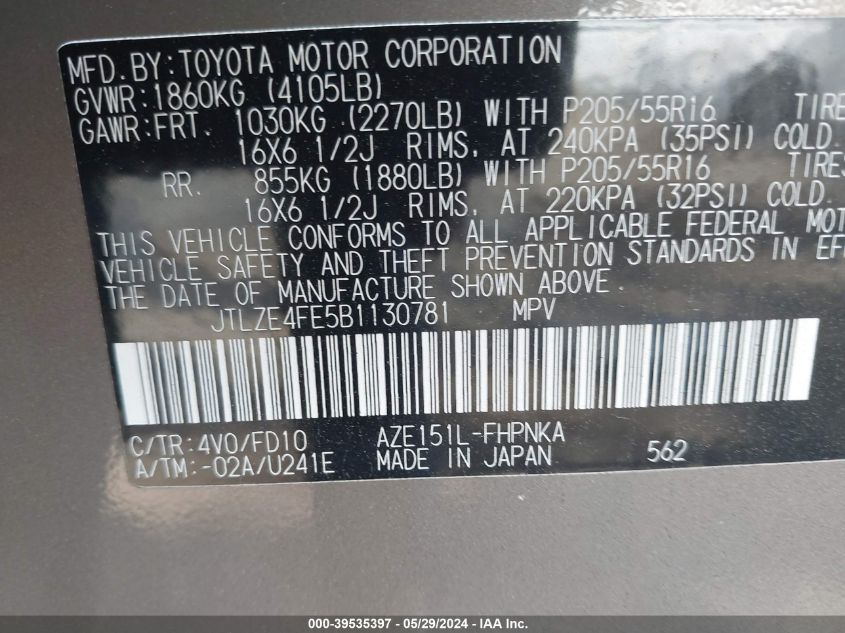 MFD.BY:TOYOTA MOTOR CORPORATION
GVWR:1860KG (4105LB)
GAWR:FRT. 1030KG (2270LB) WITH P205/55R16 TIRE
16X6 1/2J RIMS, AT 240KPA (35PSI) COLD.
RR. 855KG (1880LB) WITH P205/55R16 TIRES
16X6 1/2J RIMS, AT 220KPA (32PSI) COLD.
THIS VEHICLE CONFORMS TO ALL APPLICABLE FEDERAL MOT
VEHICLE SAFETY AND THEFT PREVENTION STANDARDS IN EFF
THE DATE OF MANUFACTURE SHOWN ABOVE.
JTLZE4FE5B1130781 MPV
C/TR:4V0/FD10 AZE151L-FHPNKA
A/TM:-02A/U241E MADE IN JAPAN 562
000-39535397 - 05/29/2024 - IAA Inc.